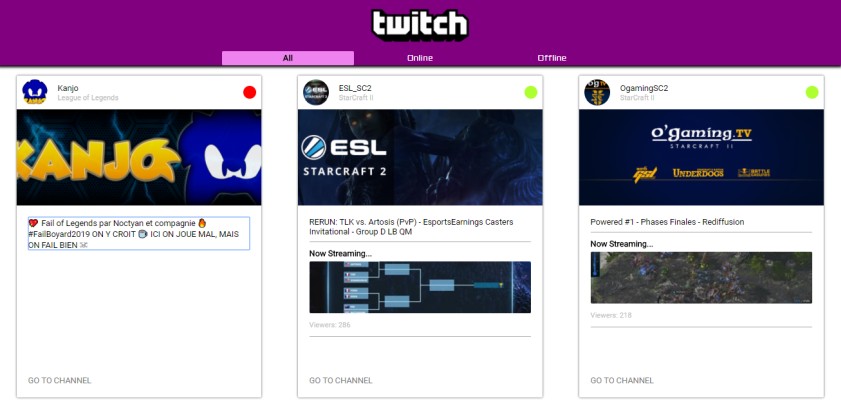 twitch
All
Online
Offline
Kanjo
League of Legends
KANJO
Fail of Legends par Noctyan et compagnie
#FailBoyard2019 ON Y CROIT ICI ON JOUE MAL, MAIS
ON FAIL BIEN
GO TO CHANNEL
ESL_SC2
StarCraft II
ESL
STARCRAFT 2
RERUN: TLK vs. Artosis (PvP) - EsportsEarnings Casters
Invitational - Group D LB QM
Now Streaming...
Viewers: 286
GO TO CHANNEL
OgamingSC2
StarCraft II
O'gaming.TV
STARCRAFT II
UNDERDOGS
Powered #1 - Phases Finales - Rediffusion
Now Streaming...
Viewers: 218
GO TO CHANNEL